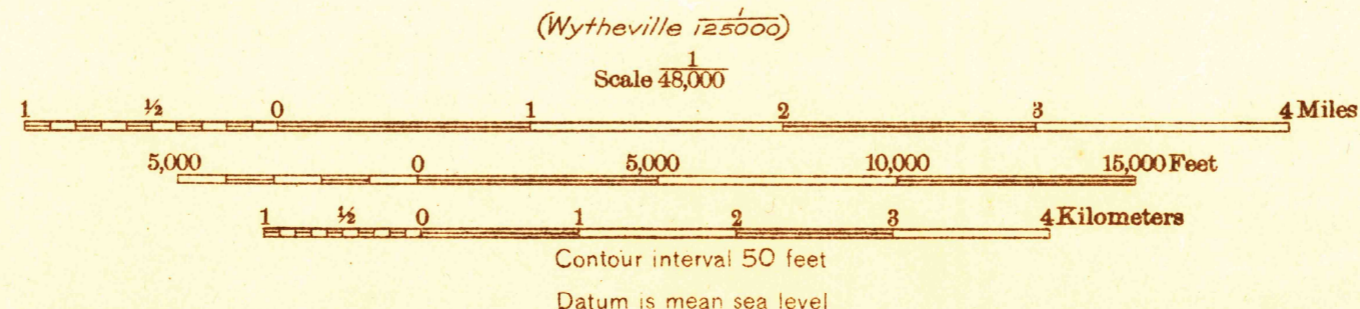 (Wytheville 1/125000)
Scale 1/48,000
1 ½ 0 1 2 3 4 Miles
5,000 0 5,000 10,000 15,000 Feet
1 ½ 0 1 2 3 4 Kilometers
Contour interval 50 feet
Datum is mean sea level